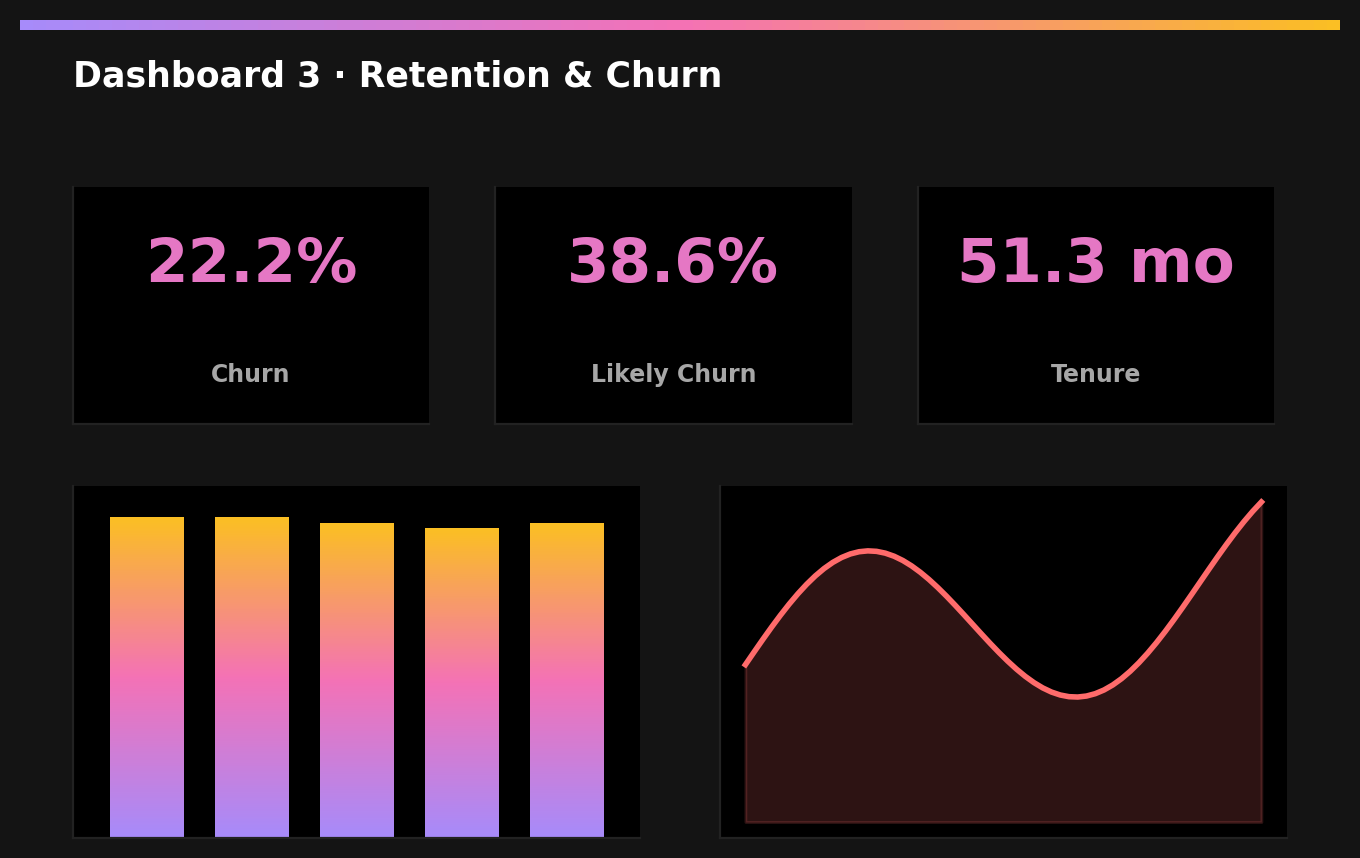 Dashboard 3 · Retention & Churn
22.2%
38.6%
51.3 mo
Churn
Likely Churn
Tenure